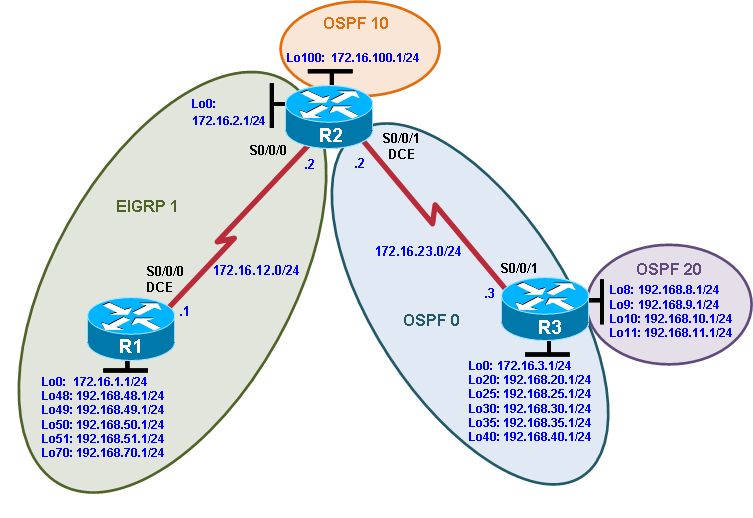 OSPF 10
Lo100: 172.16.100.1/24
Lo0:
172.16.2.1/24
R2
S0/0/0
S0/0/1
DCE
.2
.2
EIGRP 1
172.16.12.0/24
172.16.23.0/24
S0/0/0
DCE
.1
S0/0/1
.3
OSPF 20
Lo8: 192.168.8.1/24
Lo9: 192.168.9.1/24
Lo10: 192.168.10.1/24
Lo11: 192.168.11.1/24
OSPF 0
R1
R3
Lo0: 172.16.1.1/24
Lo48: 192.168.48.1/24
Lo49: 192.168.49.1/24
Lo50: 192.168.50.1/24
Lo51: 192.168.51.1/24
Lo70: 192.168.70.1/24
Lo0: 172.16.3.1/24
Lo20: 192.168.20.1/24
Lo25: 192.168.25.1/24
Lo30: 192.168.30.1/24
Lo35: 192.168.35.1/24
Lo40: 192.168.40.1/24